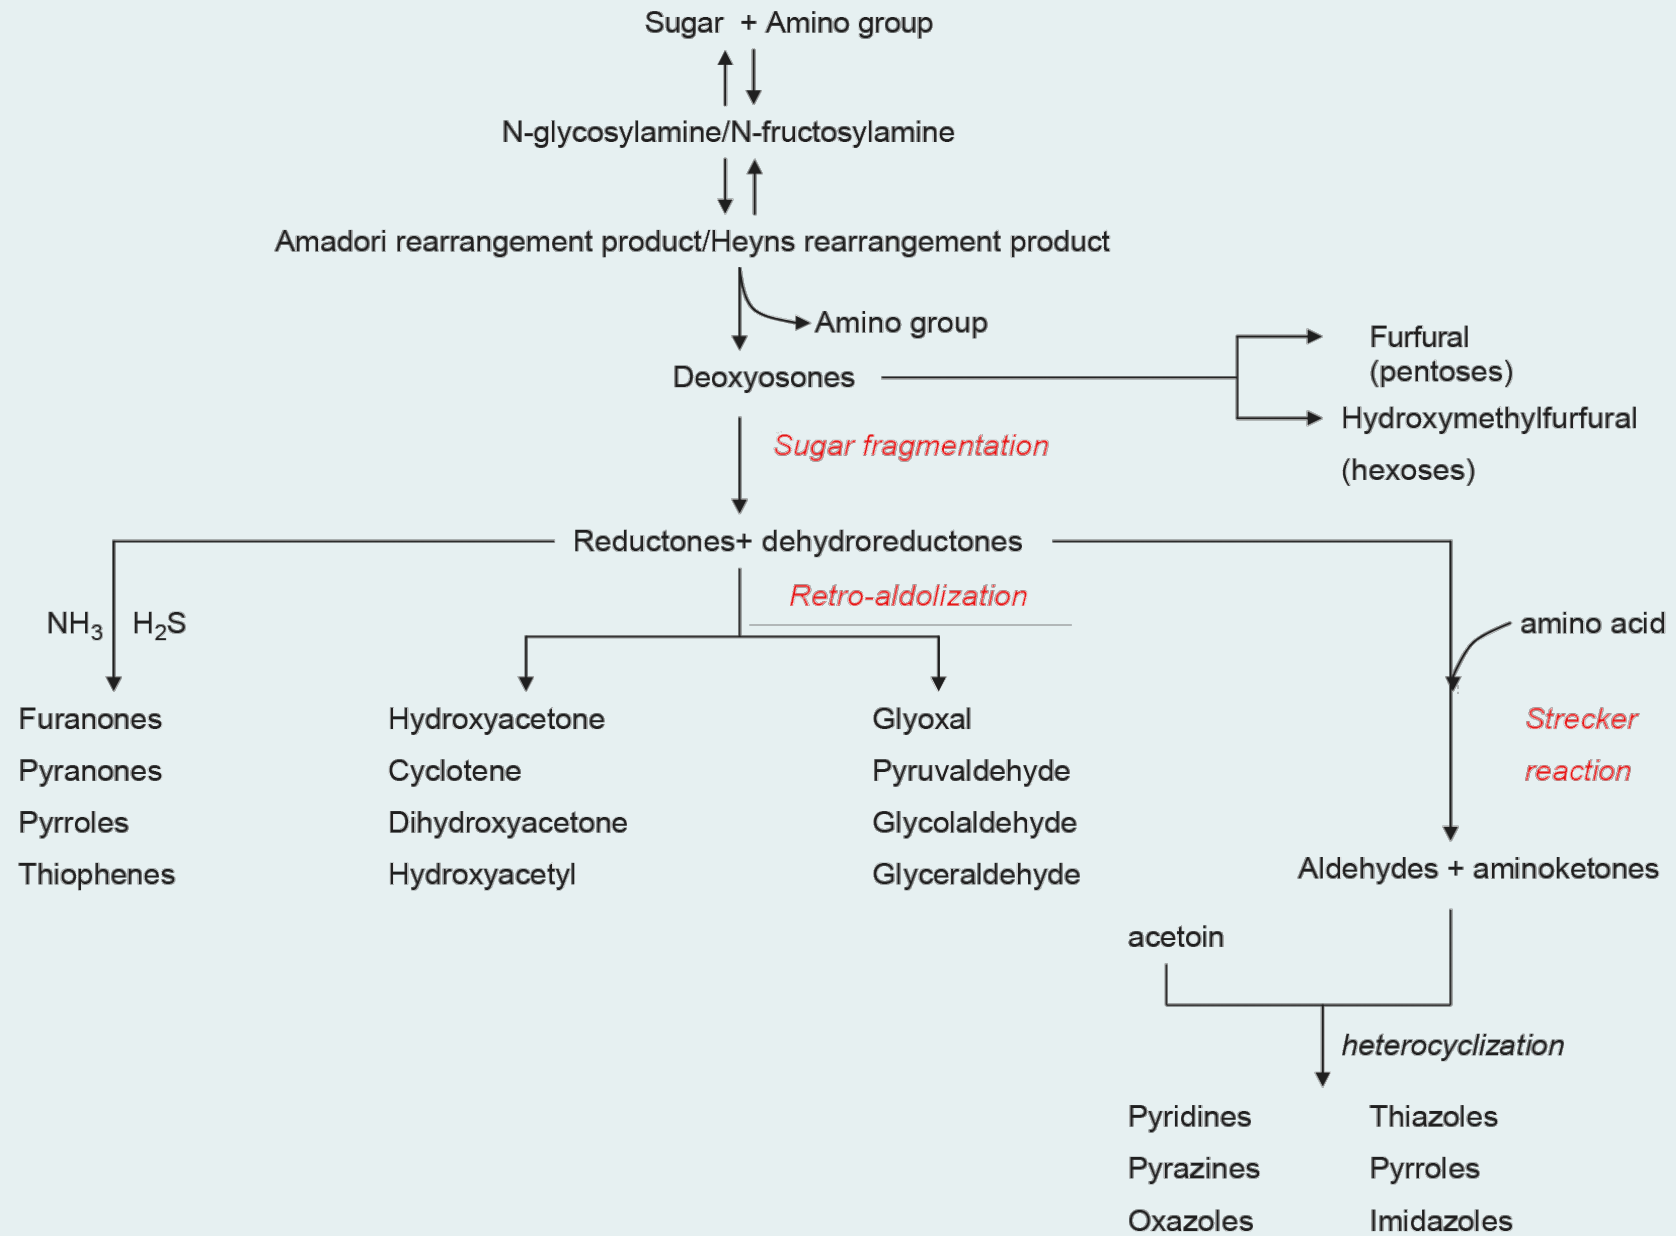 Sugar + Amino group
N-glycosylamine/N-fructosylamine
Amadori rearrangement product/Heyns rearrangement product
Amino group
Deoxyosones
Furfural
(pentoses)
Hydroxymethylfurfural
(hexoses)
Sugar fragmentation
Reductones+ dehydroreductones
Retro-aldolization
NH₃ H₂S
amino acid
Furanones
Pyranones
Pyrroles
Thiophenes
Hydroxyacetone
Cyclotene
Dihydroxyacetone
Hydroxyacetyl
Glyoxal
Pyruvaldehyde
Glycolaldehyde
Glyceraldehyde
Strecker
reaction
Aldehydes + aminoketones
acetoin
heterocyclization
Pyridines
Pyrazines
Oxazoles
Thiazoles
Pyrroles
Imidazoles